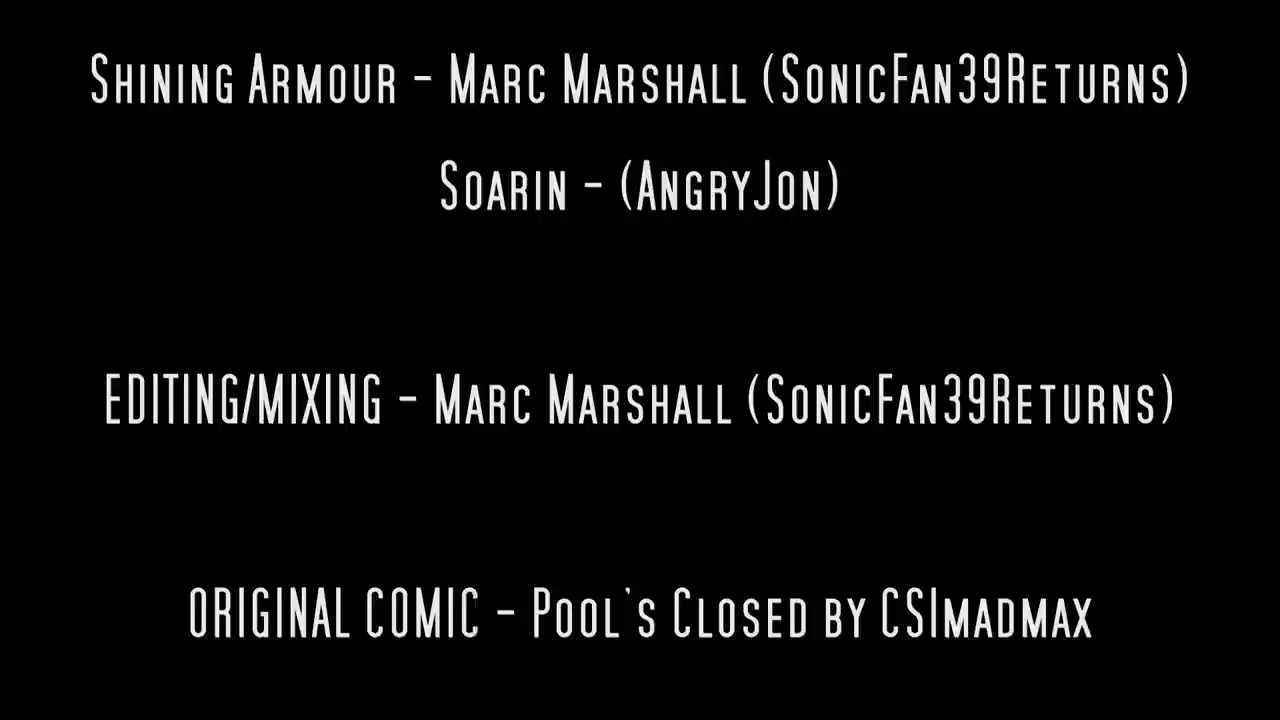 Shining Armour - Marc Marshall (SonicFan39Returns)
Soarin - (AngryJon)
EDITING/MIXING - Marc Marshall (SonicFan39Returns)
ORIGINAL COMIC - Pool's Closed by CSImadmax